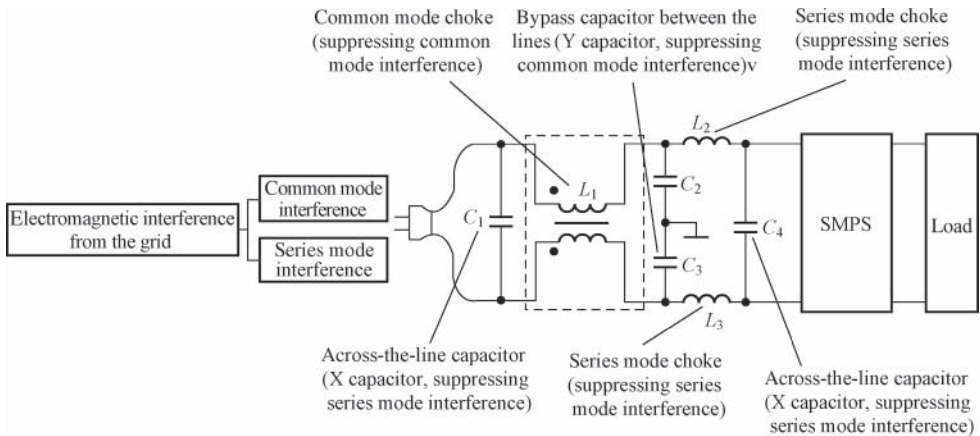 Common mode choke
(suppressing common
mode interference)
Bypass capacitor between the
lines (Y capacitor, suppressing
common mode interference)v
Series mode choke
(suppressing series
mode interference)
Electromagnetic interference
from the grid
Common mode
interference
Series mode
interference
C1
L1
C2
C3
L2
L3
C4
SMPS
Load
Across-the-line capacitor
(X capacitor, suppressing
series mode interference)
Series mode choke
(suppressing series
mode interference)
Across-the-line capacitor
(X capacitor, suppressing
series mode interference)